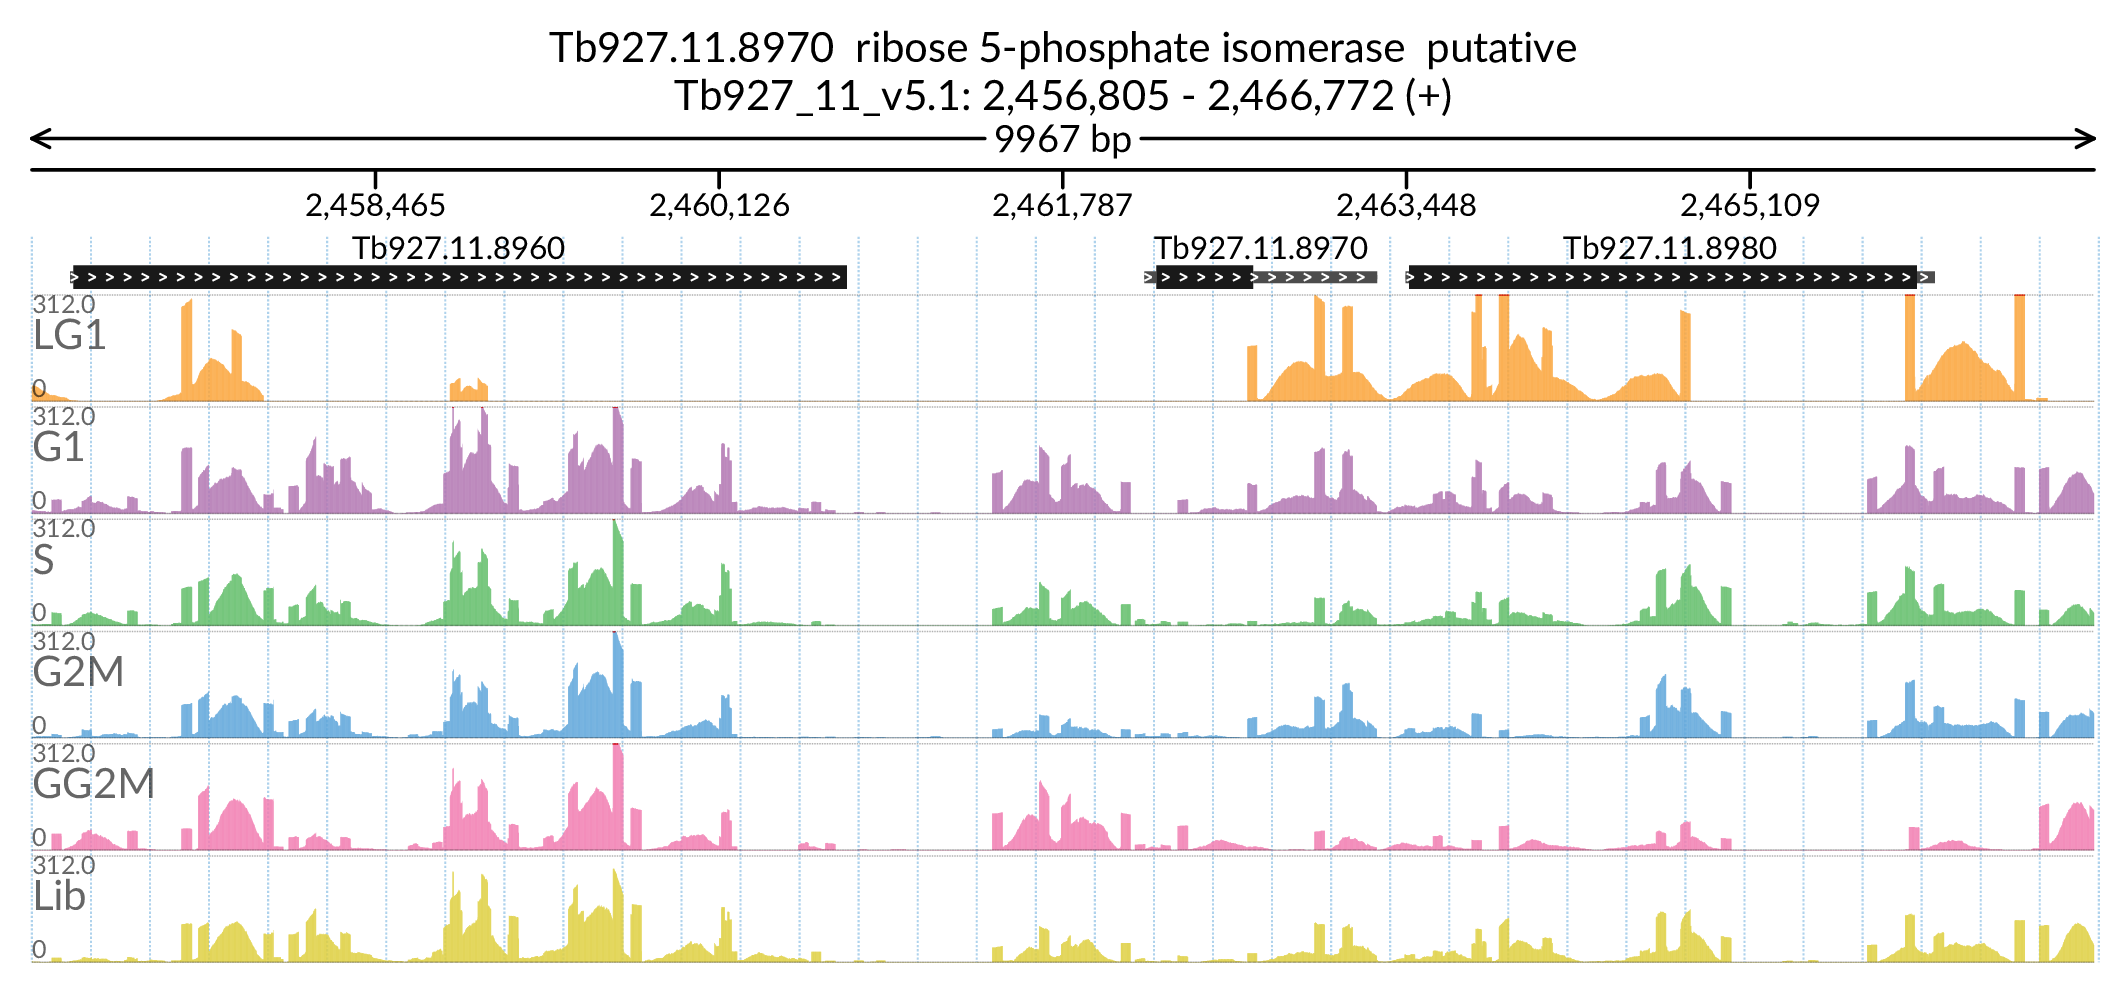 Tb927.11.8970 ribose 5-phosphate isomerase putative
Tb927_11_v5.1: 2,456,805 - 2,466,772 (+)
9967 bp
2,458,465 2,460,126 2,461,787 2,463,448 2,465,109
Tb927.11.8960 Tb927.11.8970 Tb927.11.8980
312.0
LG1
0
312.0
G1
0
312.0
S
0
312.0
G2M
0
312.0
GG2M
0
312.0
Lib
0